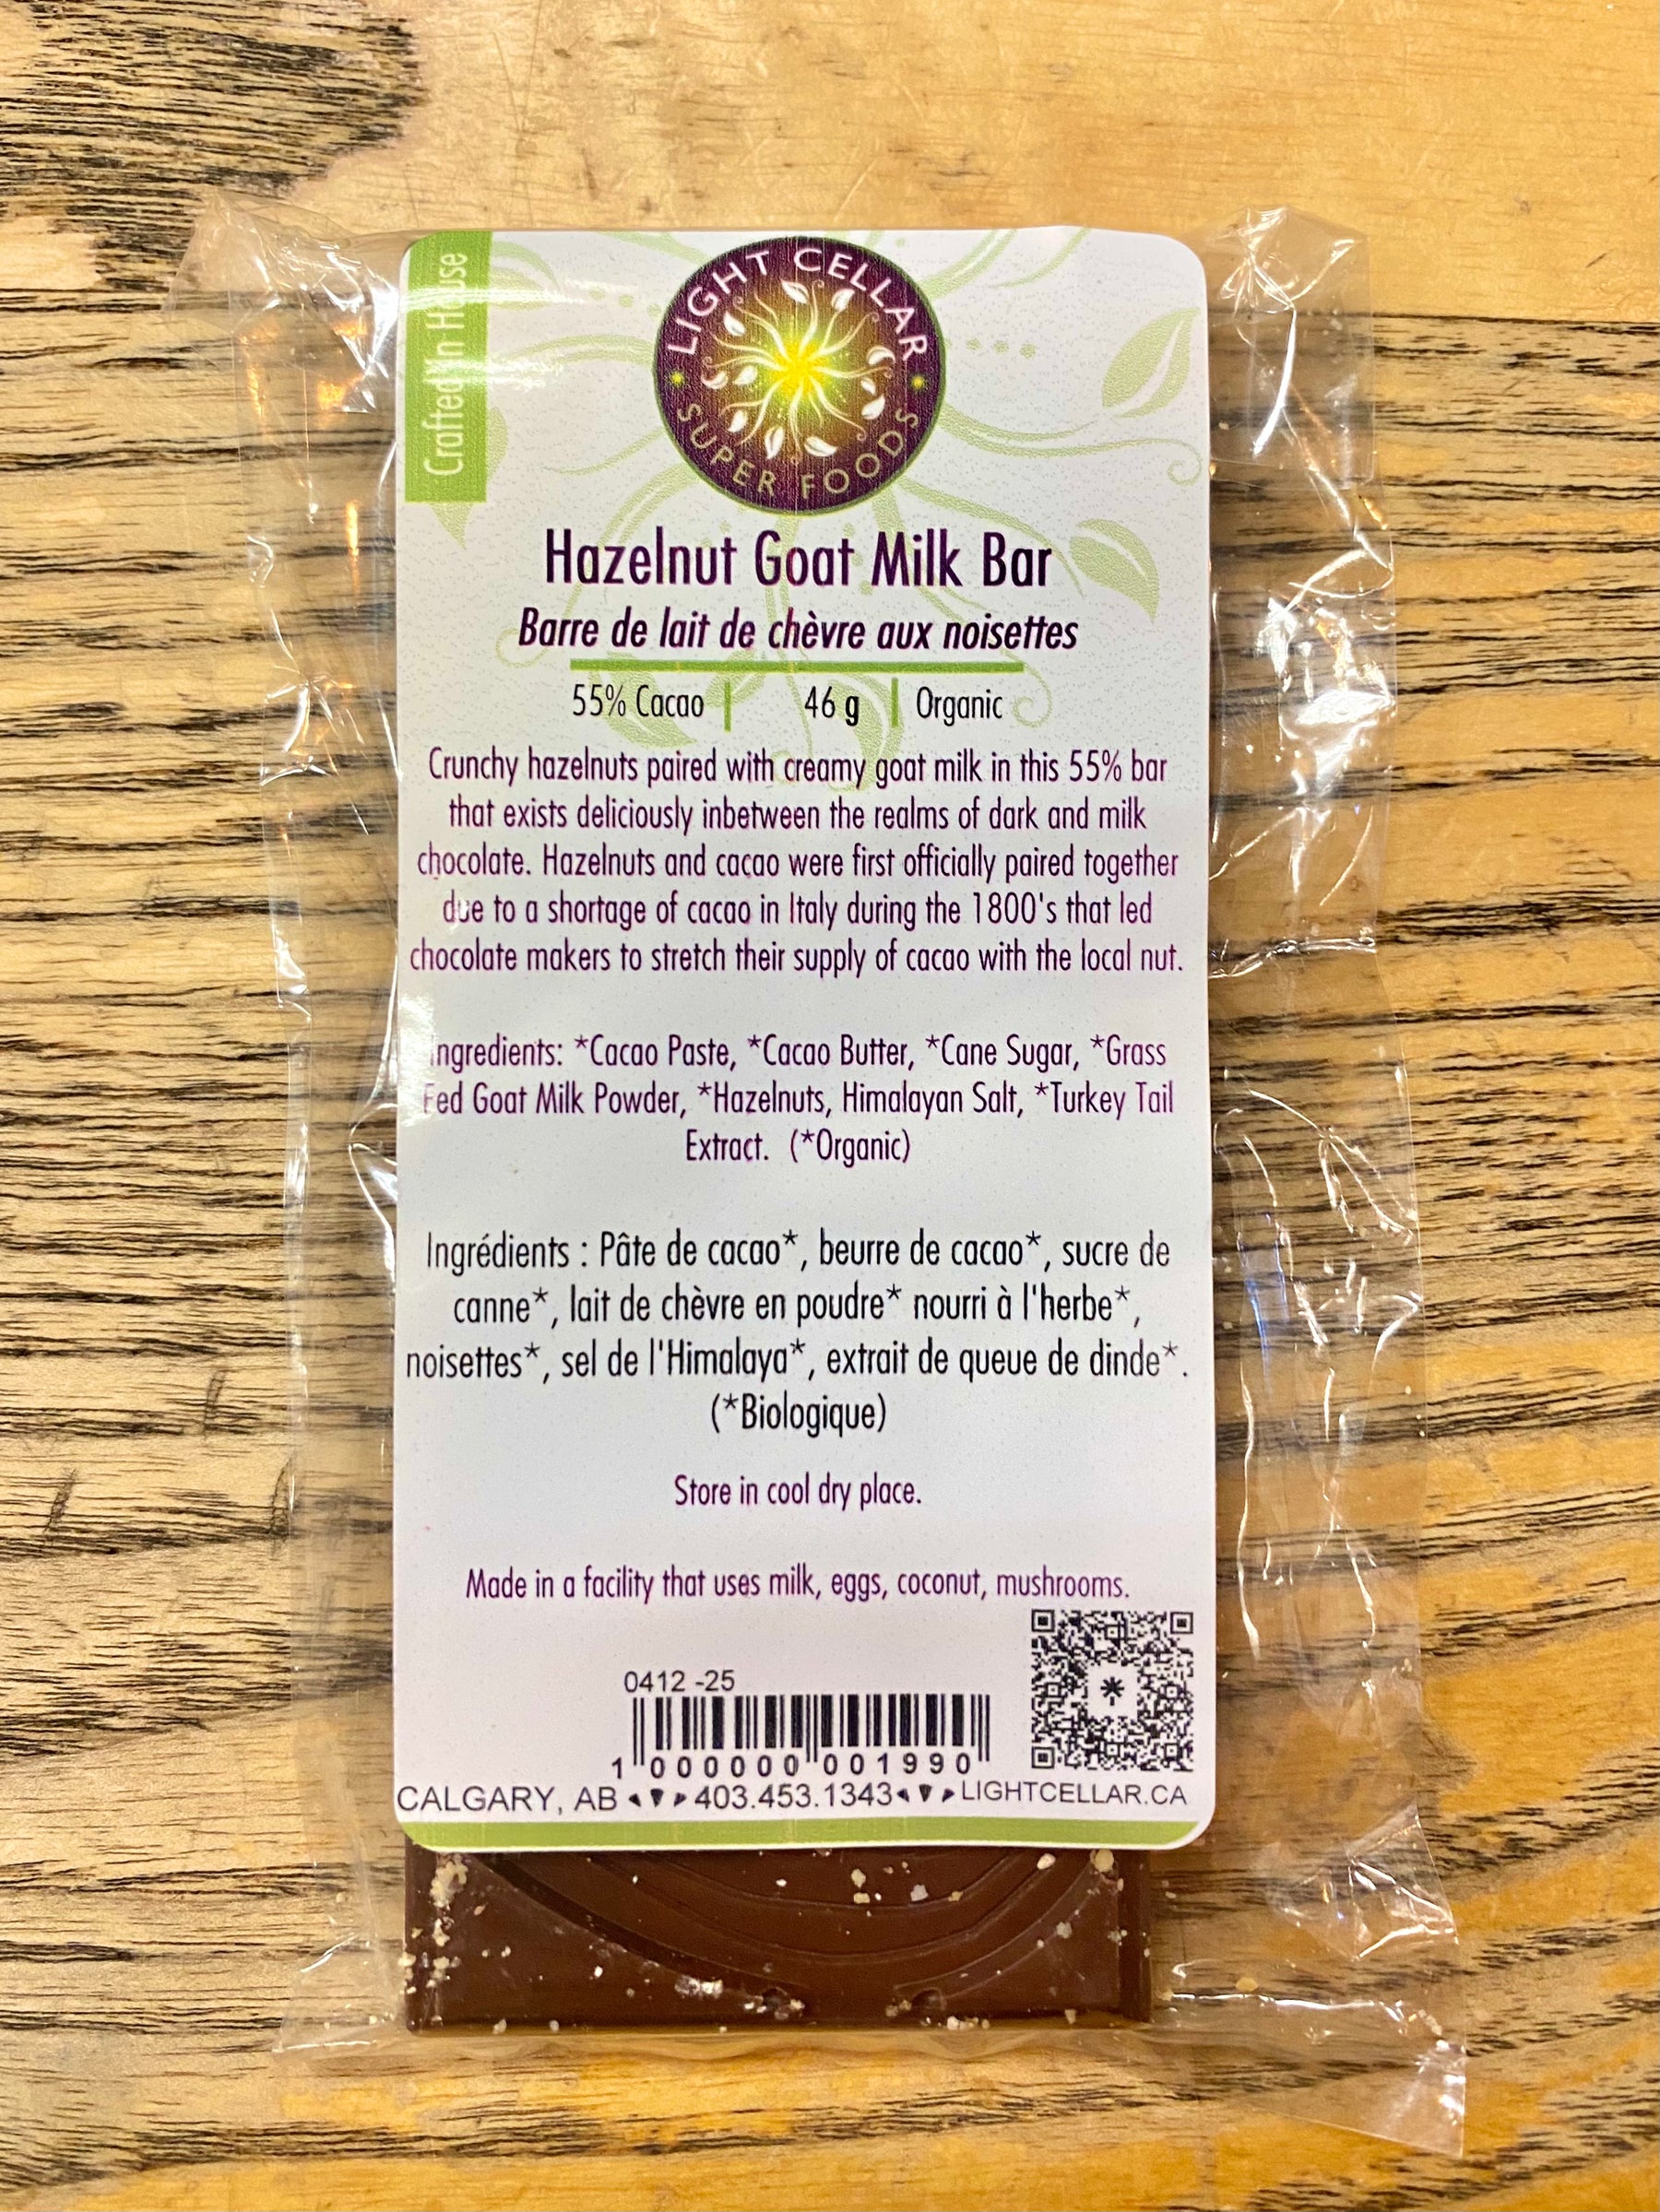 Crafted In House
LIGHT CELLAR
SUPER FOODS
Hazelnut Goat Milk Bar
Barre de lait de chèvre aux noisettes
55% Cacao | 46 g | Organic
Crunchy hazelnuts paired with creamy goat milk in this 55% bar
that exists deliciously inbetween the realms of dark and milk
chocolate. Hazelnuts and cacao were first officially paired together
due to a shortage of cacao in Italy during the 1800's that led
chocolate makers to stretch their supply of cacao with the local nut.
Ingredients: *Cacao Paste, *Cacao Butter, *Cane Sugar, *Grass
Fed Goat Milk Powder, *Hazelnuts, Himalayan Salt, *Turkey Tail
Extract. (*Organic)
Ingrédients : Pâte de cacao*, beurre de cacao*, sucre de
canne*, lait de chèvre en poudre* nourri à l'herbe*,
noisettes*, sel de l'Himalaya*, extrait de queue de dinde*.
(*Biologique)
Store in cool dry place.
Made in a facility that uses milk, eggs, coconut, mushrooms.
0412 -25
1 000000 001990
CALGARY, AB 403.453.1343 LIGHTCELLAR.CA